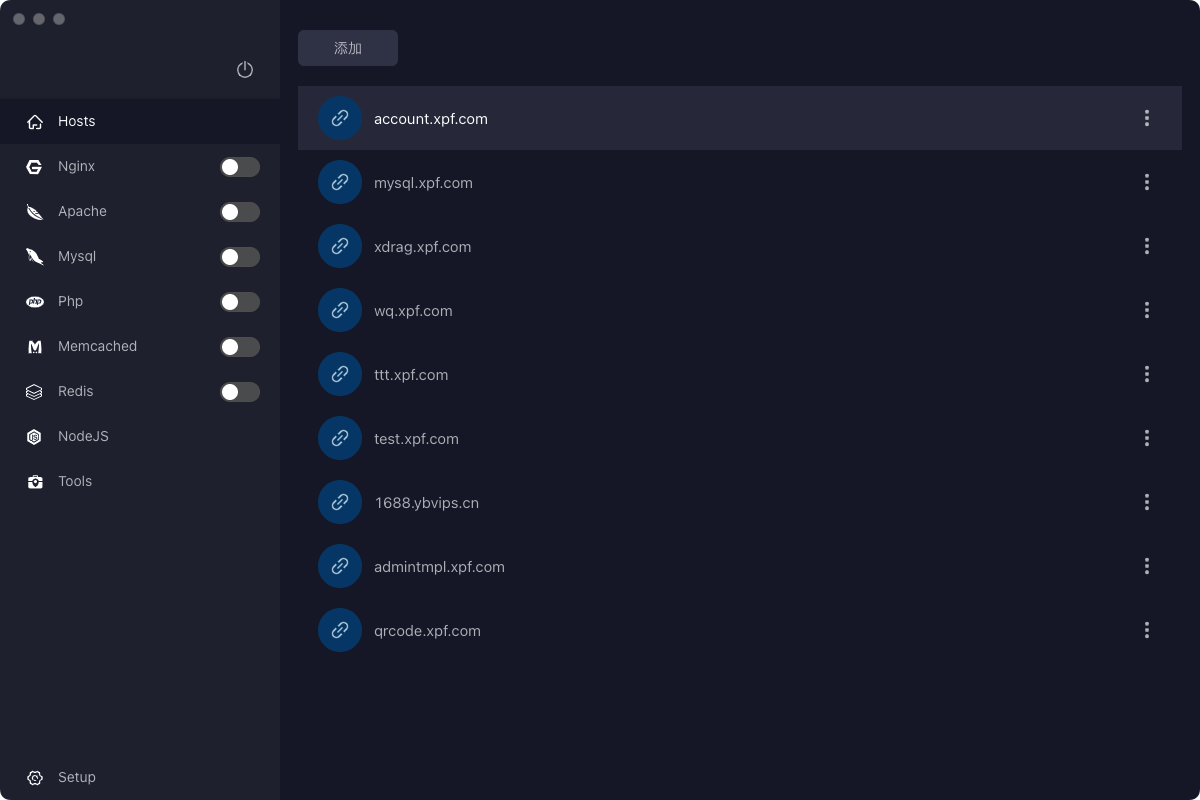 添加
Hosts
Nginx
Apache
Mysql
php
Php
Memcached
Redis
NodeJS
Tools
Setup
account.xpf.com
mysql.xpf.com
xdrag.xpf.com
wq.xpf.com
ttt.xpf.com
test.xpf.com
1688.ybvips.cn
admintmpl.xpf.com
qrcode.xpf.com